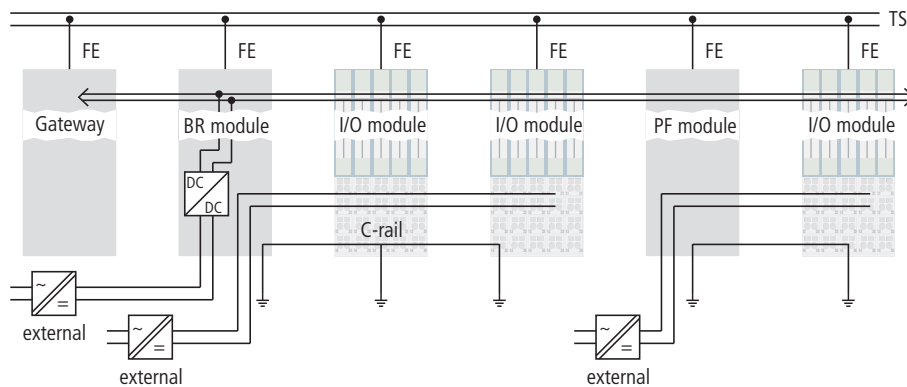 TS
FE FE FE FE FE FE
Gateway BR module I/O module I/O module PF module I/O module
DC
DC
C-rail
~
=
external
~
=
external
~
=
external